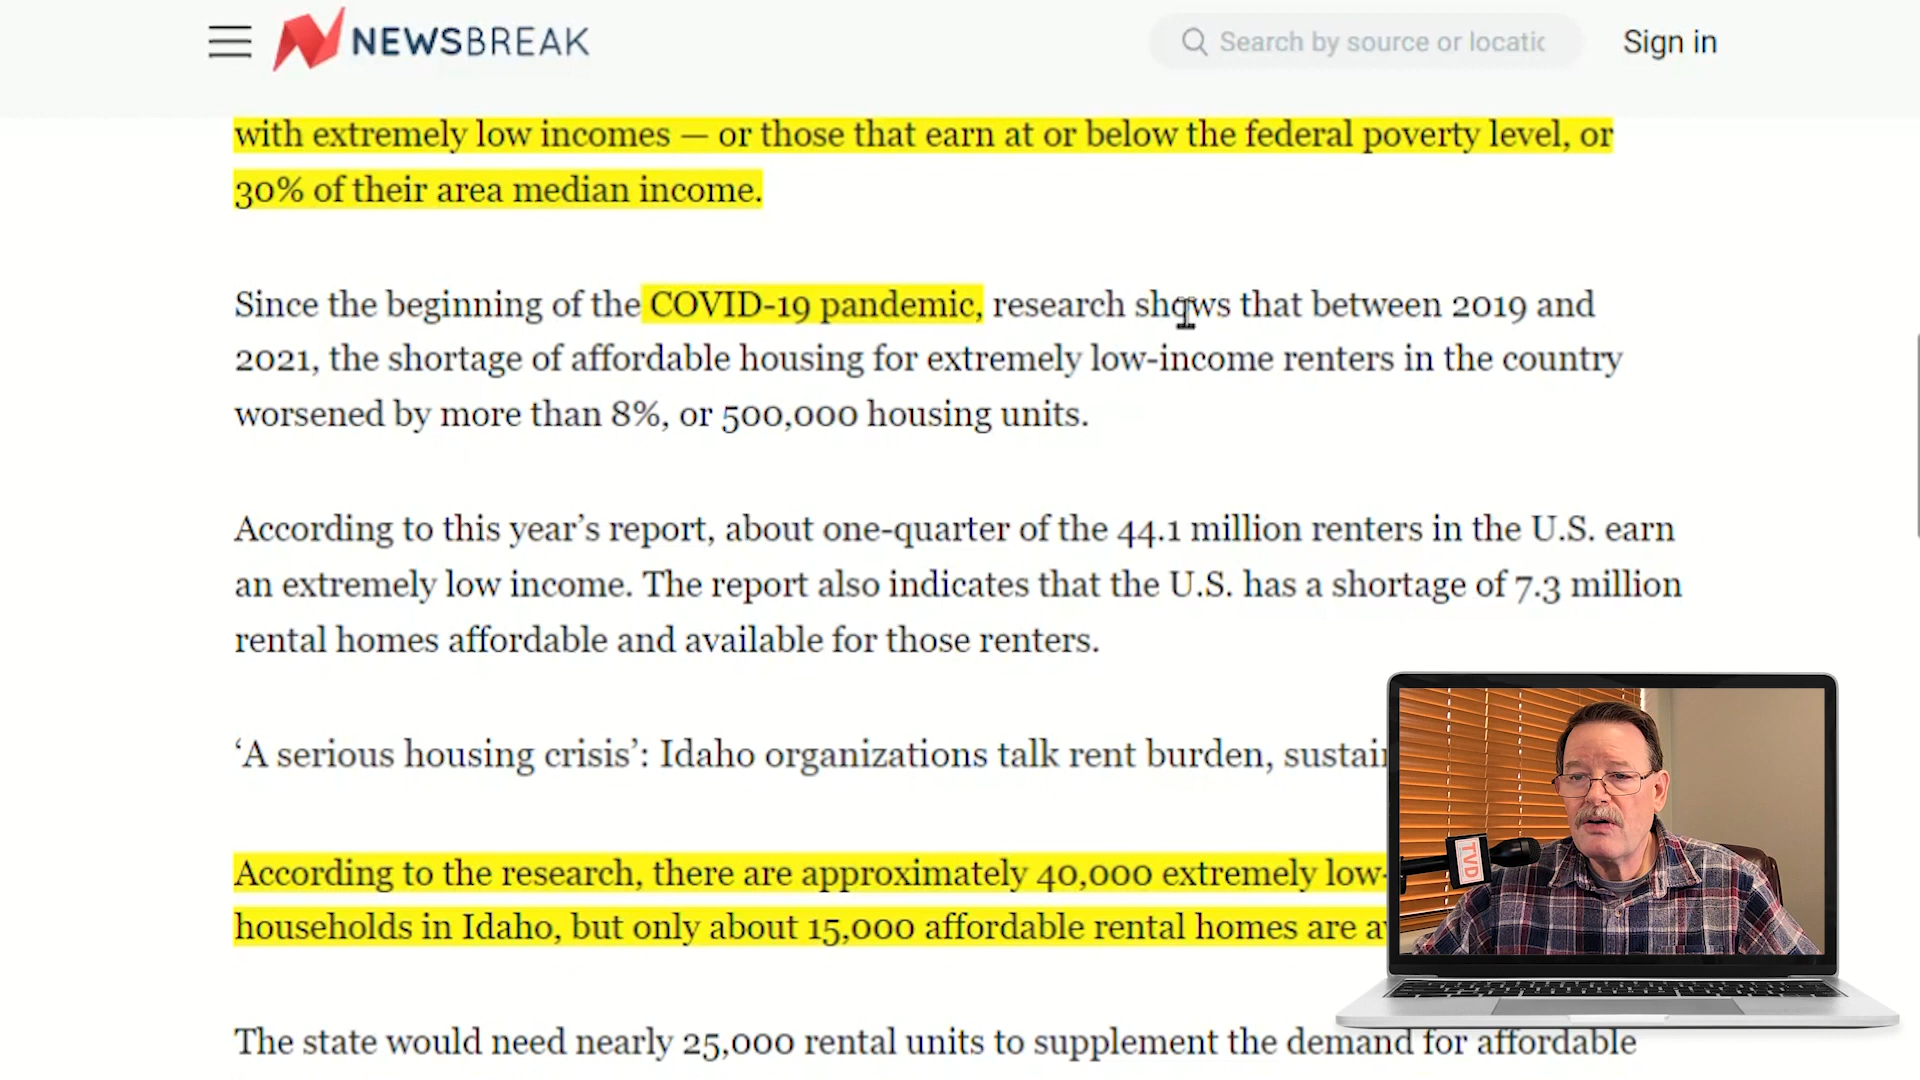 NEWSBREAK
Search by source or locatic
Sign in
with extremely low incomes — or those that earn at or below the federal poverty level, or
30% of their area median income.
Since the beginning of the COVID-19 pandemic, research shows that between 2019 and
2021, the shortage of affordable housing for extremely low-income renters in the country
worsened by more than 8%, or 500,000 housing units.
According to this year’s report, about one-quarter of the 44.1 million renters in the U.S. earn
an extremely low income. The report also indicates that the U.S. has a shortage of 7.3 million
rental homes affordable and available for those renters.
‘A serious housing crisis’: Idaho organizations talk rent burden, sustain
According to the research, there are approximately 40,000 extremely low-
households in Idaho, but only about 15,000 affordable rental homes are av
TVD
The state would need nearly 25,000 rental units to supplement the demand for affordable